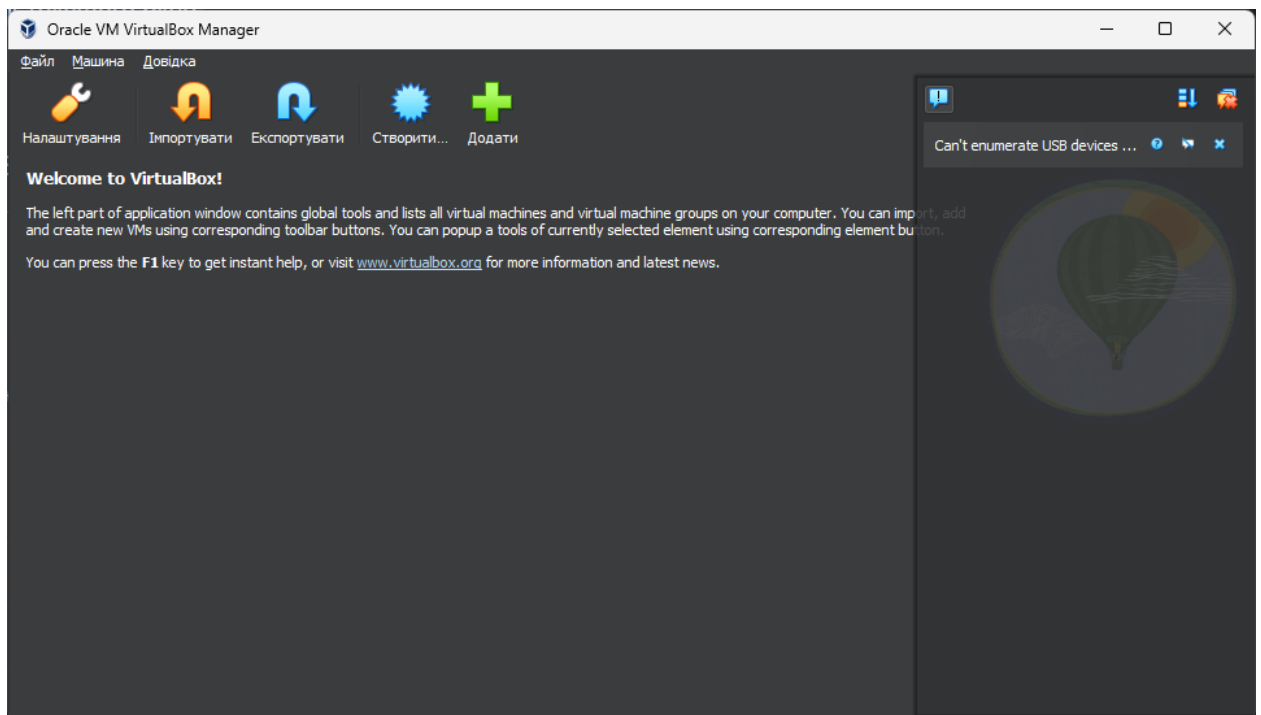 Oracle VM VirtualBox Manager
Файл Машина Довідка
Налаштування Імпортувати Експортувати Створити... Додати
Can't enumerate USB devices ...
Welcome to VirtualBox!
The left part of application window contains global tools and lists all virtual machines and virtual machine groups on your computer. You can import, add
and create new VMs using corresponding toolbar buttons. You can popup a tools of currently selected element using corresponding element button.
You can press the F1 key to get instant help, or visit www.virtualbox.org for more information and latest news.